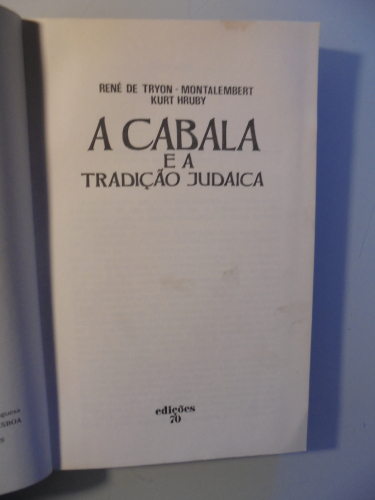 RENÉ DE TRYON - MONTALEMBERT
KURT HRUBY
A CABALA
E A
TRADIÇÃO JUDAICA
edições
70